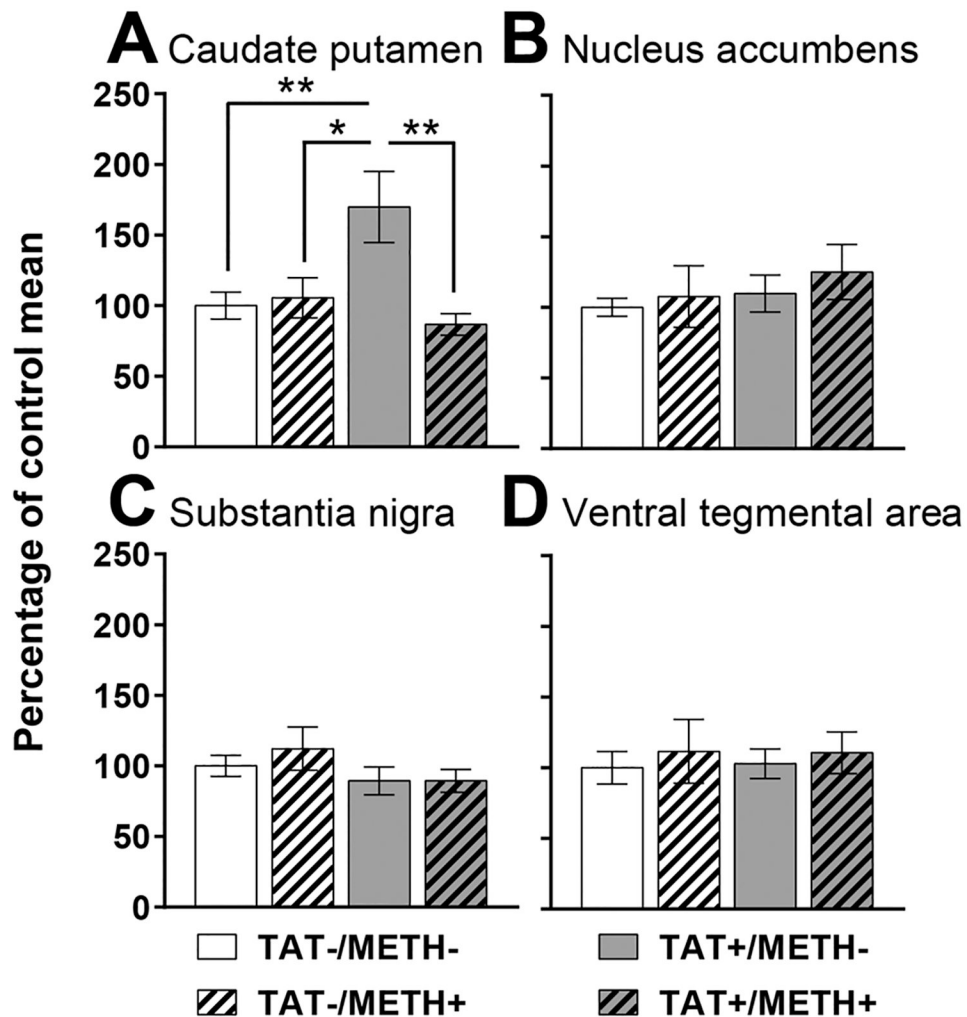 A Caudate putamen
B Nucleus accumbens
250
200
150
100
50
0
**
*
**
Percentage of control mean
C Substantia nigra
D Ventral tegmental area
250
200
150
100
50
0
TAT-/METH-
TAT+/METH-
TAT-/METH+
TAT+/METH+